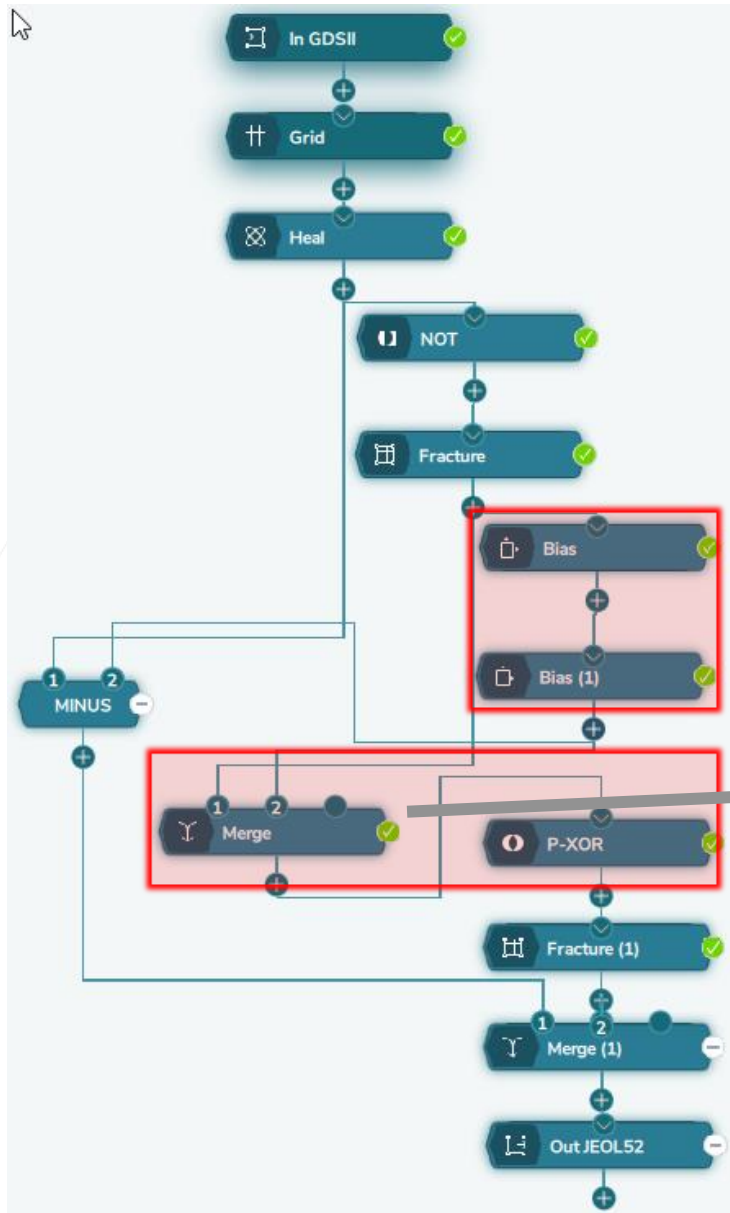 In GDSII
Grid
Heal
NOT
Fracture
Bias
Bias (1)
1 2
MINUS
1 2
Merge
P-XOR
Fracture (1)
1 2
Merge (1)
Out JEOL52